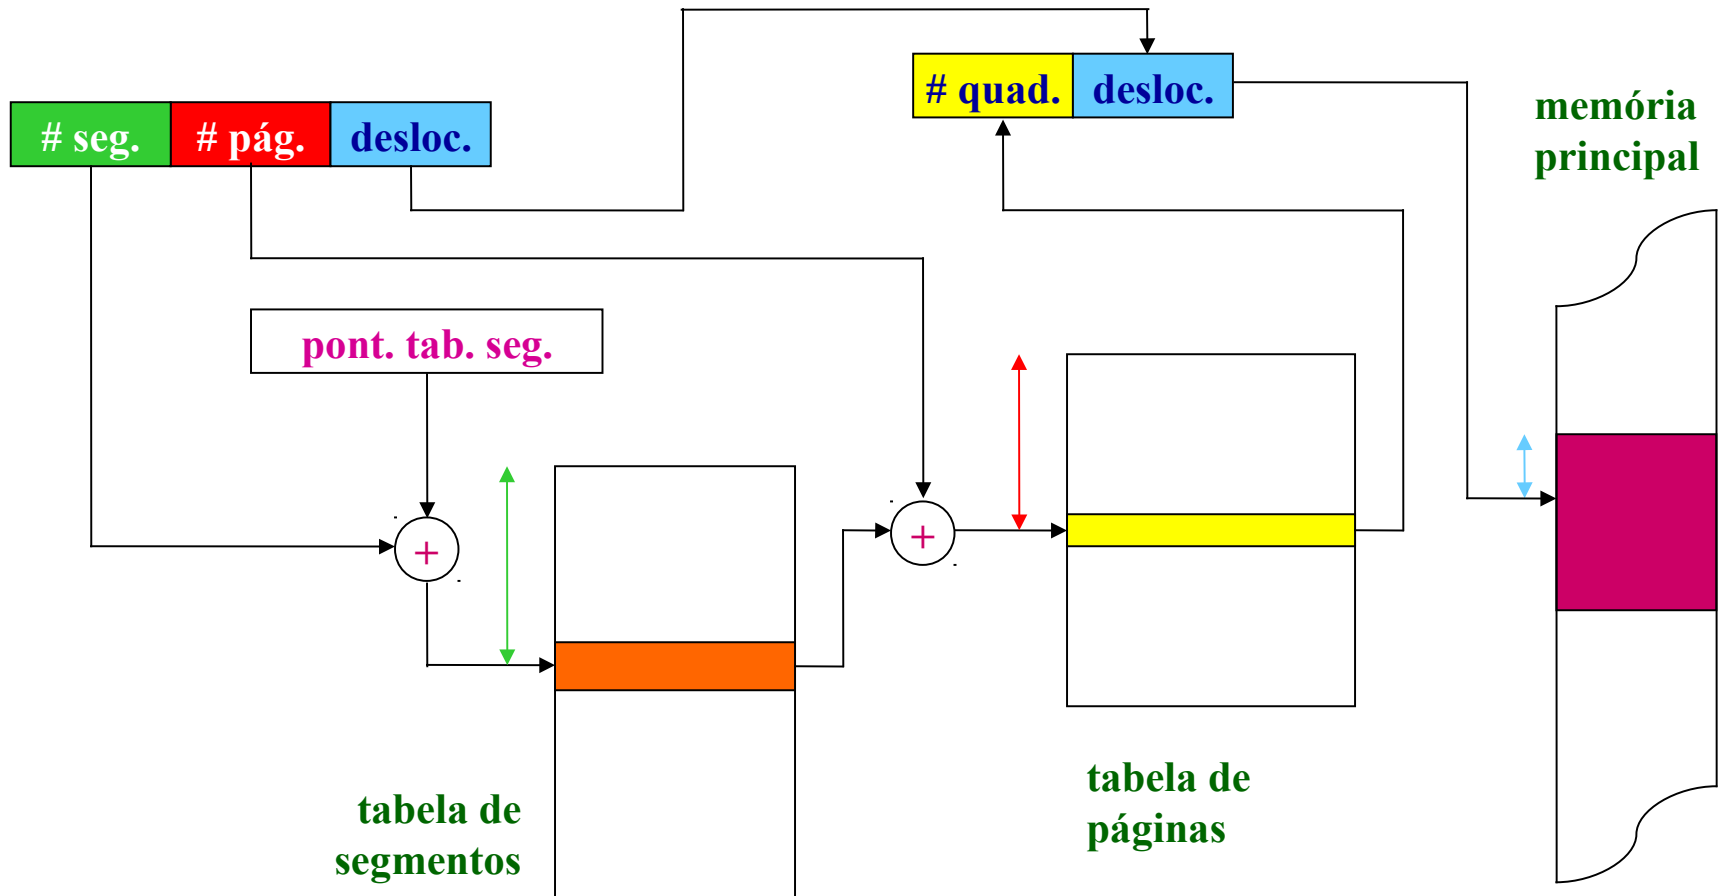 # quad. desloc.
# seg. # pág. desloc.
memória
principal
pont. tab. seg.
+
+
tabela de
páginas
tabela de
segmentos